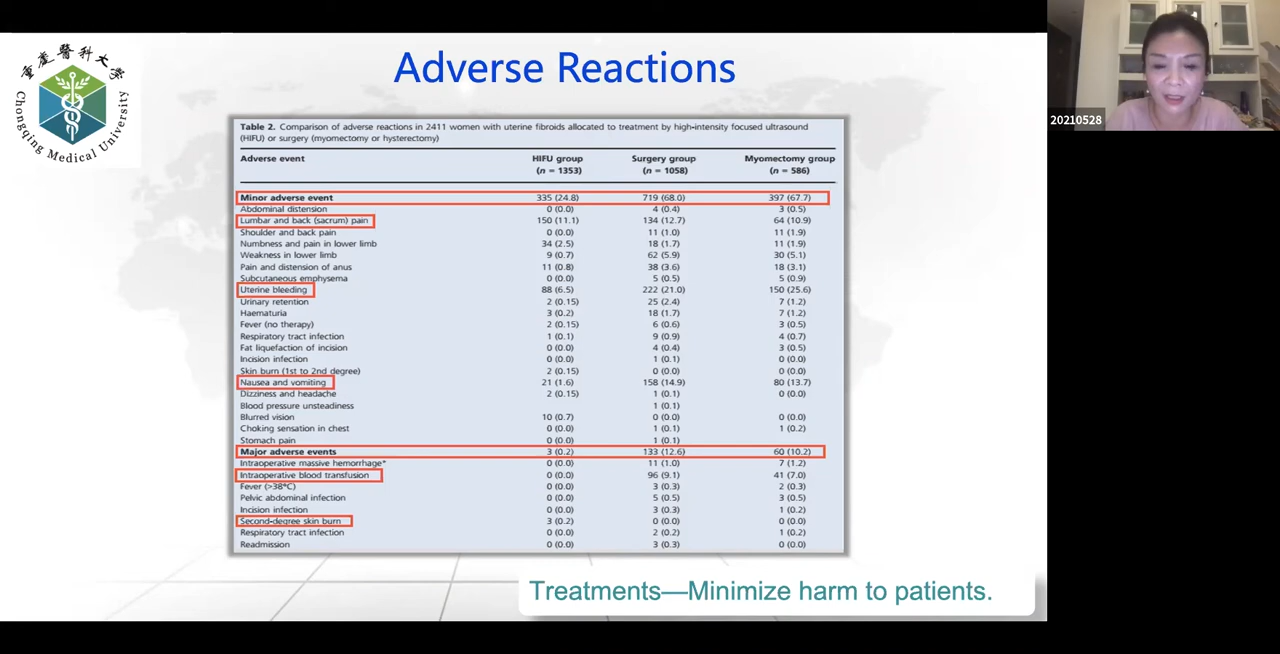 重庆醫科大學
Chongqing Medical University
Adverse Reactions
20210528
Table 2. Comparison of adverse reactions in 2411 women with uterine fibroids allocated to treatment by high-intensity focused ultrasound
(HIFU) or surgery (myomectomy or hysterectomy)
Adverse event HIFU group Surgery group Myomectomy group
(n = 1353) (n = 1058) (n = 586)
Minor adverse event 335 (24.8) 719 (68.0) 397 (67.7)
Abdominal distension 0 (0.0) 4 (0.4) 3 (0.5)
Lumbar and back (sacrum) pain 150 (11.1) 134 (12.7) 64 (10.9)
Shoulder and back pain 0 (0.0) 11 (1.0) 11 (1.9)
Numbness and pain in lower limb 34 (2.5) 18 (1.7) 11 (1.9)
Weakness in lower limb 9 (0.7) 62 (5.9) 30 (5.1)
Pain and distension of anus 11 (0.8) 38 (3.6) 18 (3.1)
Subcutaneous emphysema 0 (0.0) 5 (0.5) 5 (0.9)
Uterine bleeding 88 (6.5) 222 (21.0) 150 (25.6)
Urinary retention 2 (0.15) 25 (2.4) 7 (1.2)
Haematuria 3 (0.2) 18 (1.7) 7 (1.2)
Fever (no therapy) 2 (0.15) 6 (0.6) 3 (0.5)
Respiratory tract infection 1 (0.1) 9 (0.9) 4 (0.7)
Fat liquefaction of incision 0 (0.0) 4 (0.4) 3 (0.5)
Incision infection 0 (0.0) 1 (0.1) 0 (0.0)
Skin burn (1st to 2nd degree) 2 (0.15) 0 (0.0) 0 (0.0)
Nausea and vomiting 21 (1.6) 158 (14.9) 80 (13.7)
Dizziness and headache 2 (0.15) 1 (0.1) 0 (0.0)
Blood pressure unsteadiness 1 (0.1)
Blurred vision 10 (0.7) 0 (0.0) 0 (0.0)
Choking sensation in chest 0 (0.0) 1 (0.1) 1 (0.2)
Stomach pain 0 (0.0) 1 (0.1)
Major adverse events 3 (0.2) 133 (12.6) 60 (10.2)
Intraoperative massive hemorrhage* 0 (0.0) 11 (1.0) 7 (1.2)
Intraoperative blood transfusion 0 (0.0) 96 (9.1) 41 (7.0)
Fever (>38°C) 0 (0.0) 3 (0.3) 2 (0.3)
Pelvic abdominal infection 0 (0.0) 5 (0.5) 3 (0.5)
Incision infection 0 (0.0) 3 (0.3) 1 (0.2)
Second-degree skin burn 3 (0.2) 0 (0.0) 0 (0.0)
Respiratory tract infection 0 (0.0) 2 (0.2) 1 (0.2)
Readmission 0 (0.0) 3 (0.3) 0 (0.0)
Treatments—Minimize harm to patients.